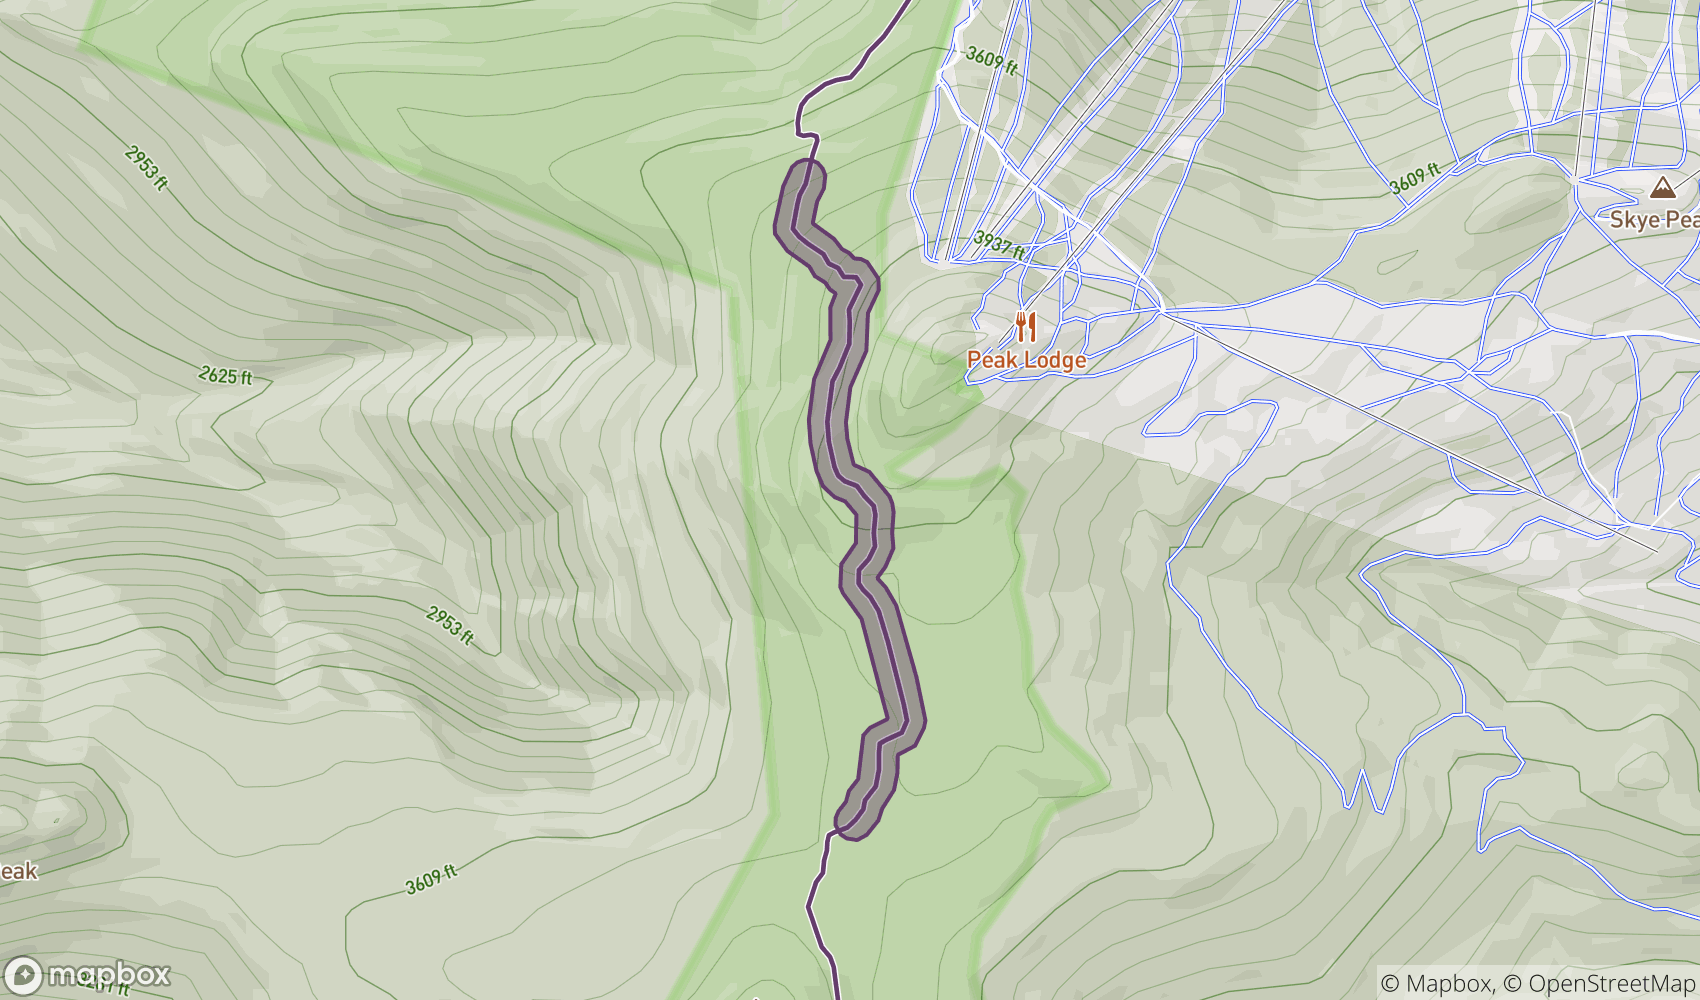 3609 ft
2953 ft
3609 ft
Skye Pea
3937 ft
Peak Lodge
2625 ft
2953 ft
eak
3609 ft
mapbox
© Mapbox, © OpenStreetMap